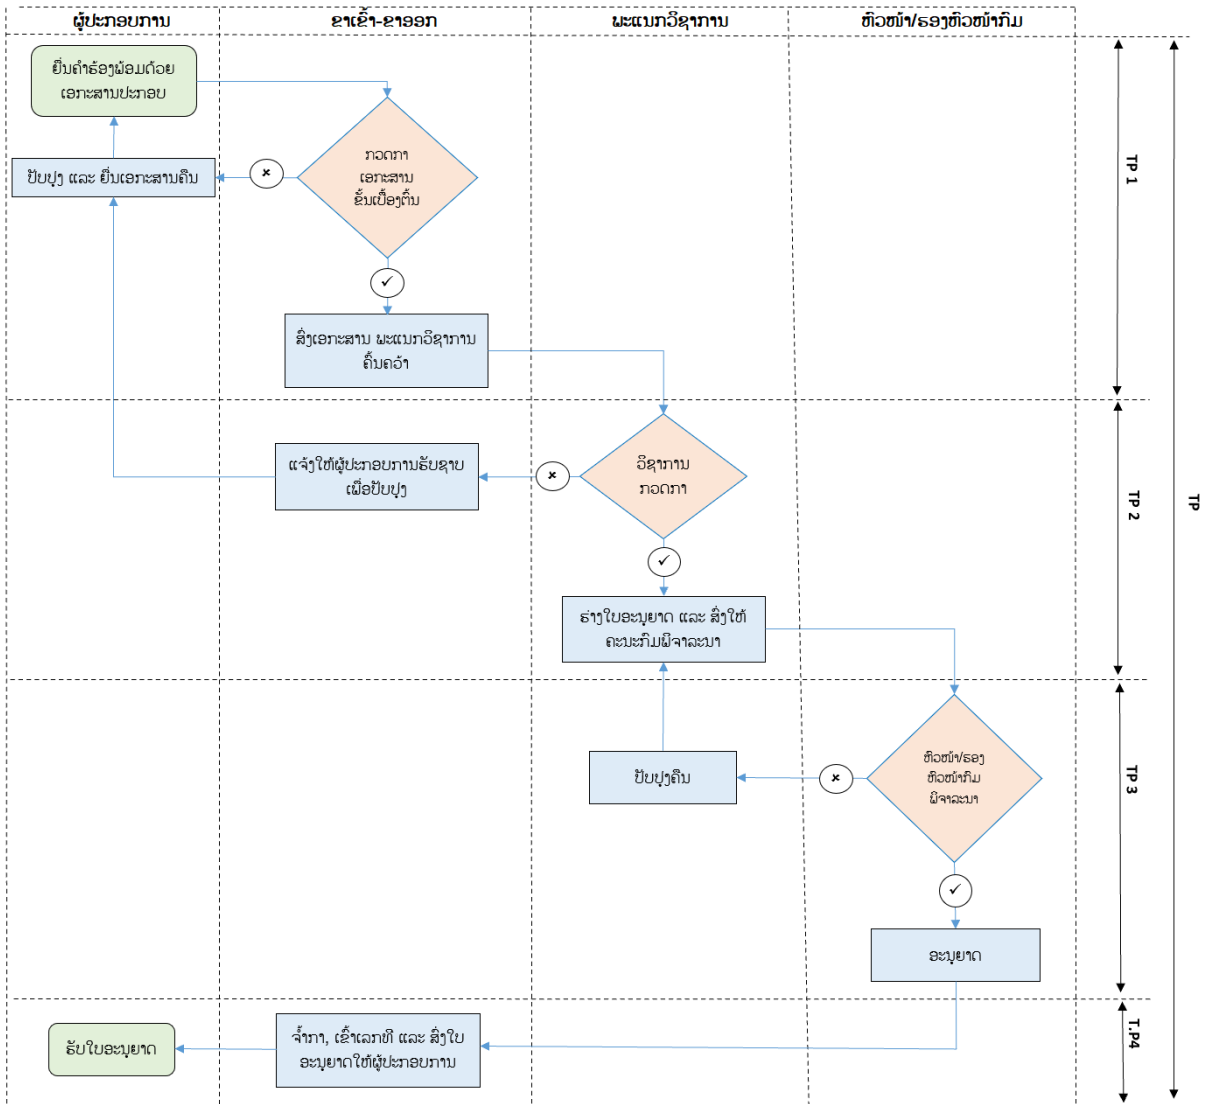 ຜູ້ປະກອບການ
ຂາເຂົ້າ-ຂາອອກ
ພະແນກວິຊາການ
ຫົວໜ້າ/ຮອງຫົວໜ້າກົມ
ຍື່ນຄຳຮ້ອງພ້ອມດ້ວຍ
ເອກະສານປະກອບ
ກວດກາ
ເອກະສານ
ຂັ້ນເບື້ອງຕົ້ນ
ປັບປຸງ ແລະ ຍື່ນເອກະສານຄືນ
TP 1
ສົ່ງເອກະສານ ພະແນກວິຊາການ
ຄົ້ນຄວ້າ
ແຈ້ງໃຫ້ຜູ້ປະກອບການຮັບຊາບ
ເພື່ອປັບປຸງ
ວິຊາການ
ກວດກາ
TP 2
TP
ຮ່າງໃບອະນຸຍາດ ແລະ ສົ່ງໃຫ້
ຄະນະກົມພິຈາລະນາ
ປັບປຸງຄືນ
ຫົວໜ້າ/ຮອງ
ຫົວໜ້າກົມ
ພິຈາລະນາ
TP 3
ອະນຸຍາດ
ຮັບໃບອະນຸຍາດ
ຈ້ຳກາ, ເຂົ້າເລກທີ ແລະ ສົ່ງໃບ
ອະນຸຍາດໃຫ້ຜູ້ປະກອບການ
T.P4